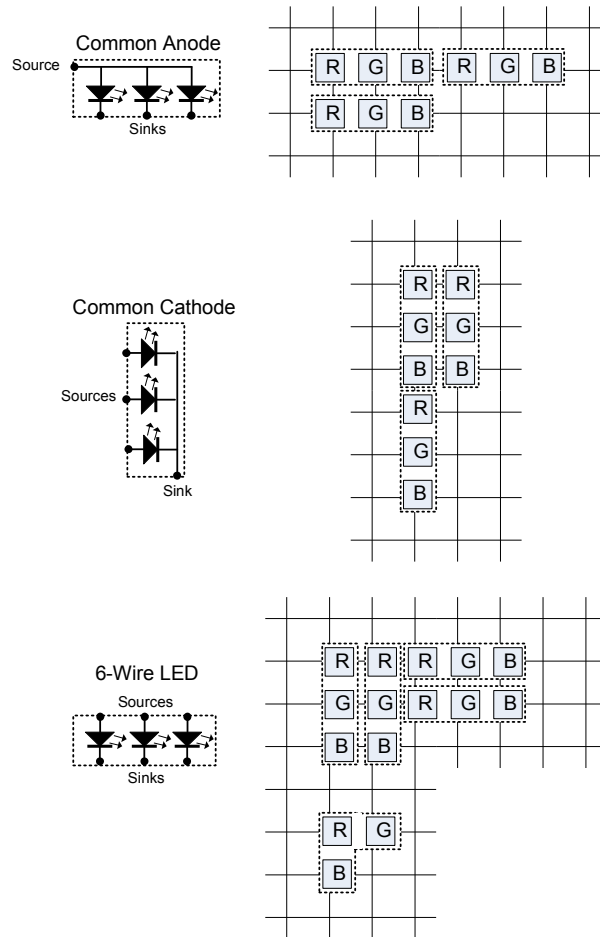 Common Anode
Source
Sinks
R G B R G B
R G B
Common Cathode
Sources
Sink
R R
G G
B B
R
G
B
6-Wire LED
Sources
Sinks
R R R G B
G G R G B
B B
R G
B